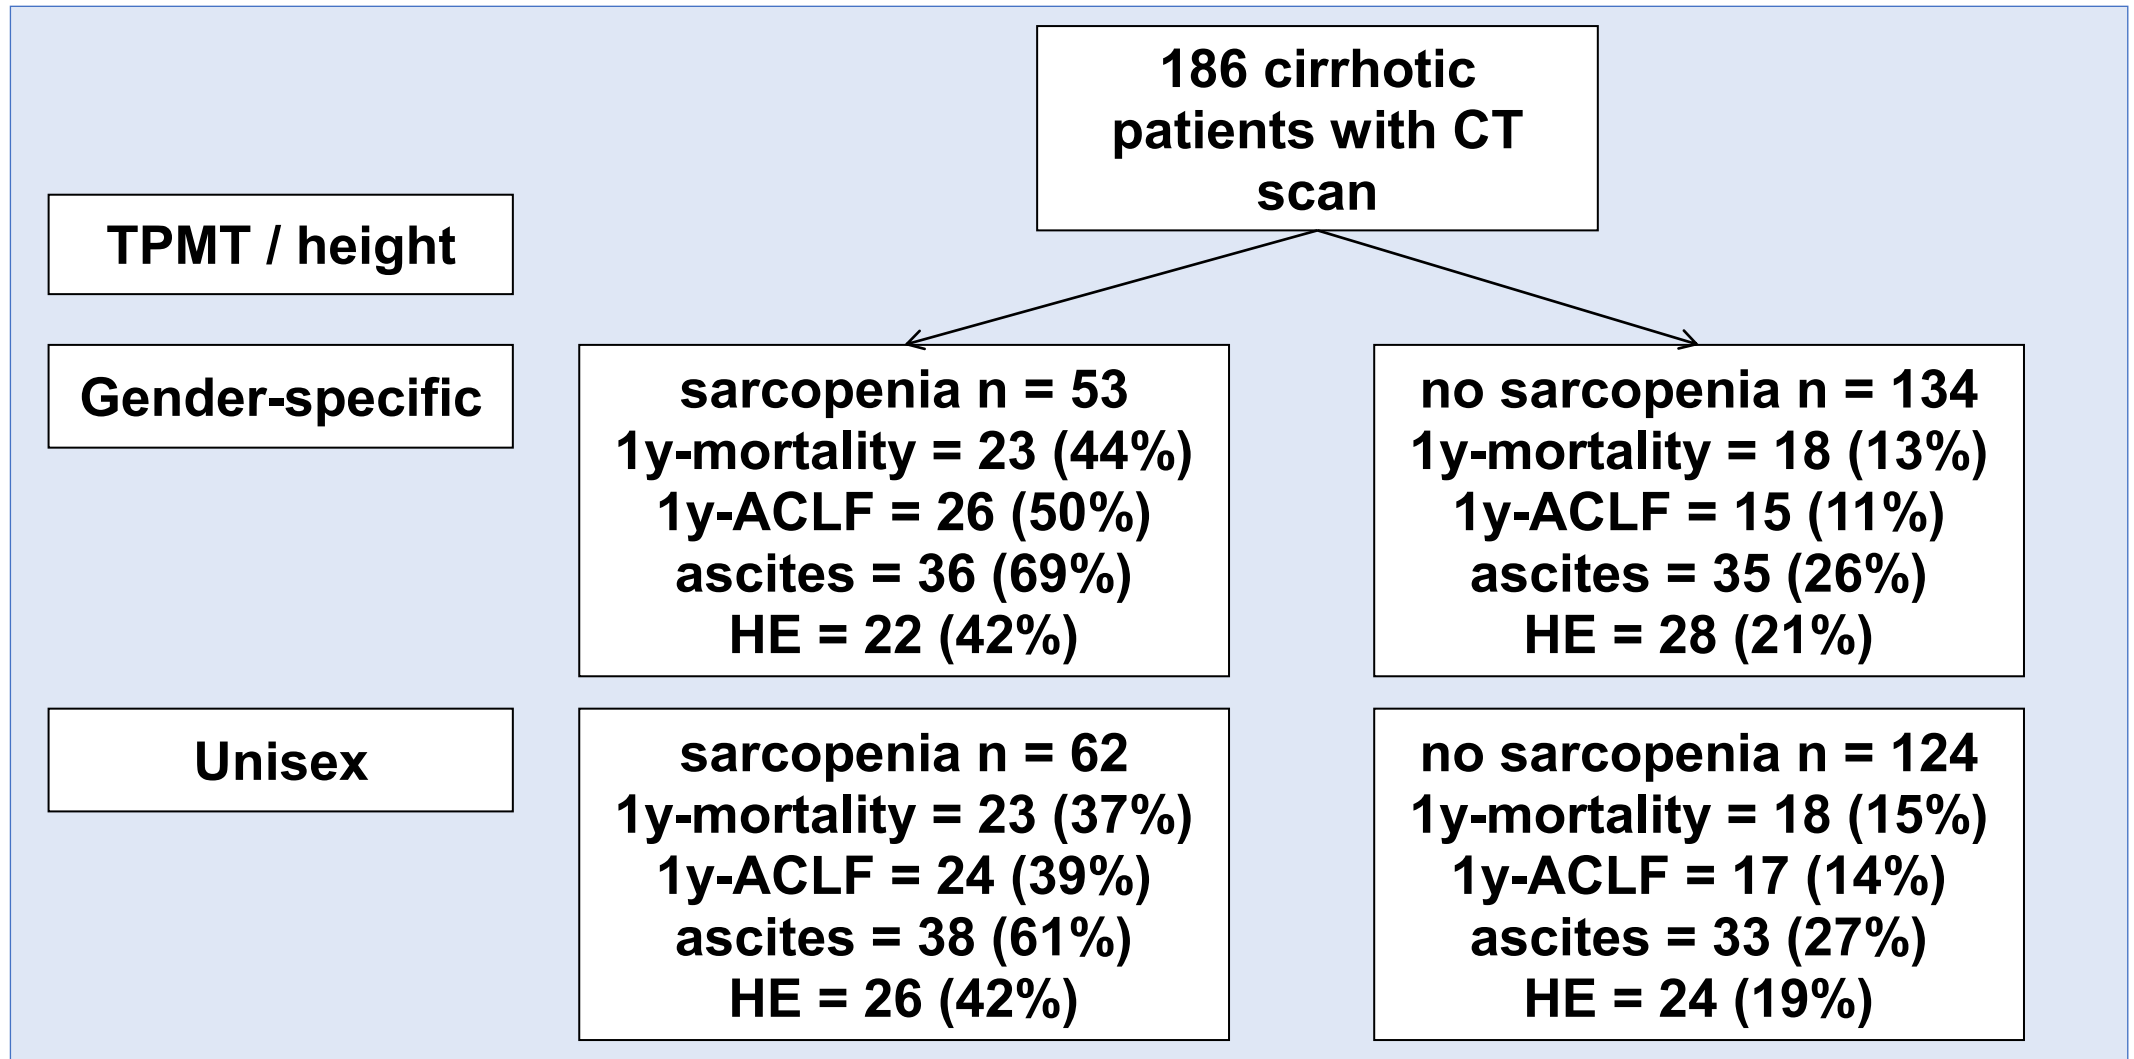 186 cirrhotic
patients with CT
scan
TPMT / height
Gender-specific
sarcopenia n = 53
1y-mortality = 23 (44%)
1y-ACLF = 26 (50%)
ascites = 36 (69%)
HE = 22 (42%)
no sarcopenia n = 134
1y-mortality = 18 (13%)
1y-ACLF = 15 (11%)
ascites = 35 (26%)
HE = 28 (21%)
Unisex
sarcopenia n = 62
1y-mortality = 23 (37%)
1y-ACLF = 24 (39%)
ascites = 38 (61%)
HE = 26 (42%)
no sarcopenia n = 124
1y-mortality = 18 (15%)
1y-ACLF = 17 (14%)
ascites = 33 (27%)
HE = 24 (19%)